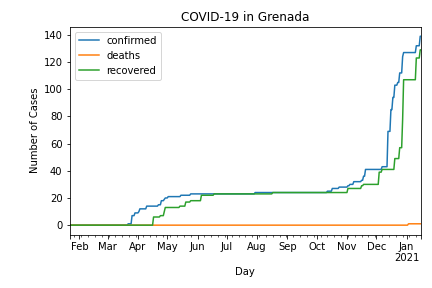 COVID-19 in Grenada
confirmed
deaths
recovered
Number of Cases
140
120
100
80
60
40
20
0
Feb Mar Apr May Jun Jul Aug Sep Oct Nov Dec Jan
2021
Day